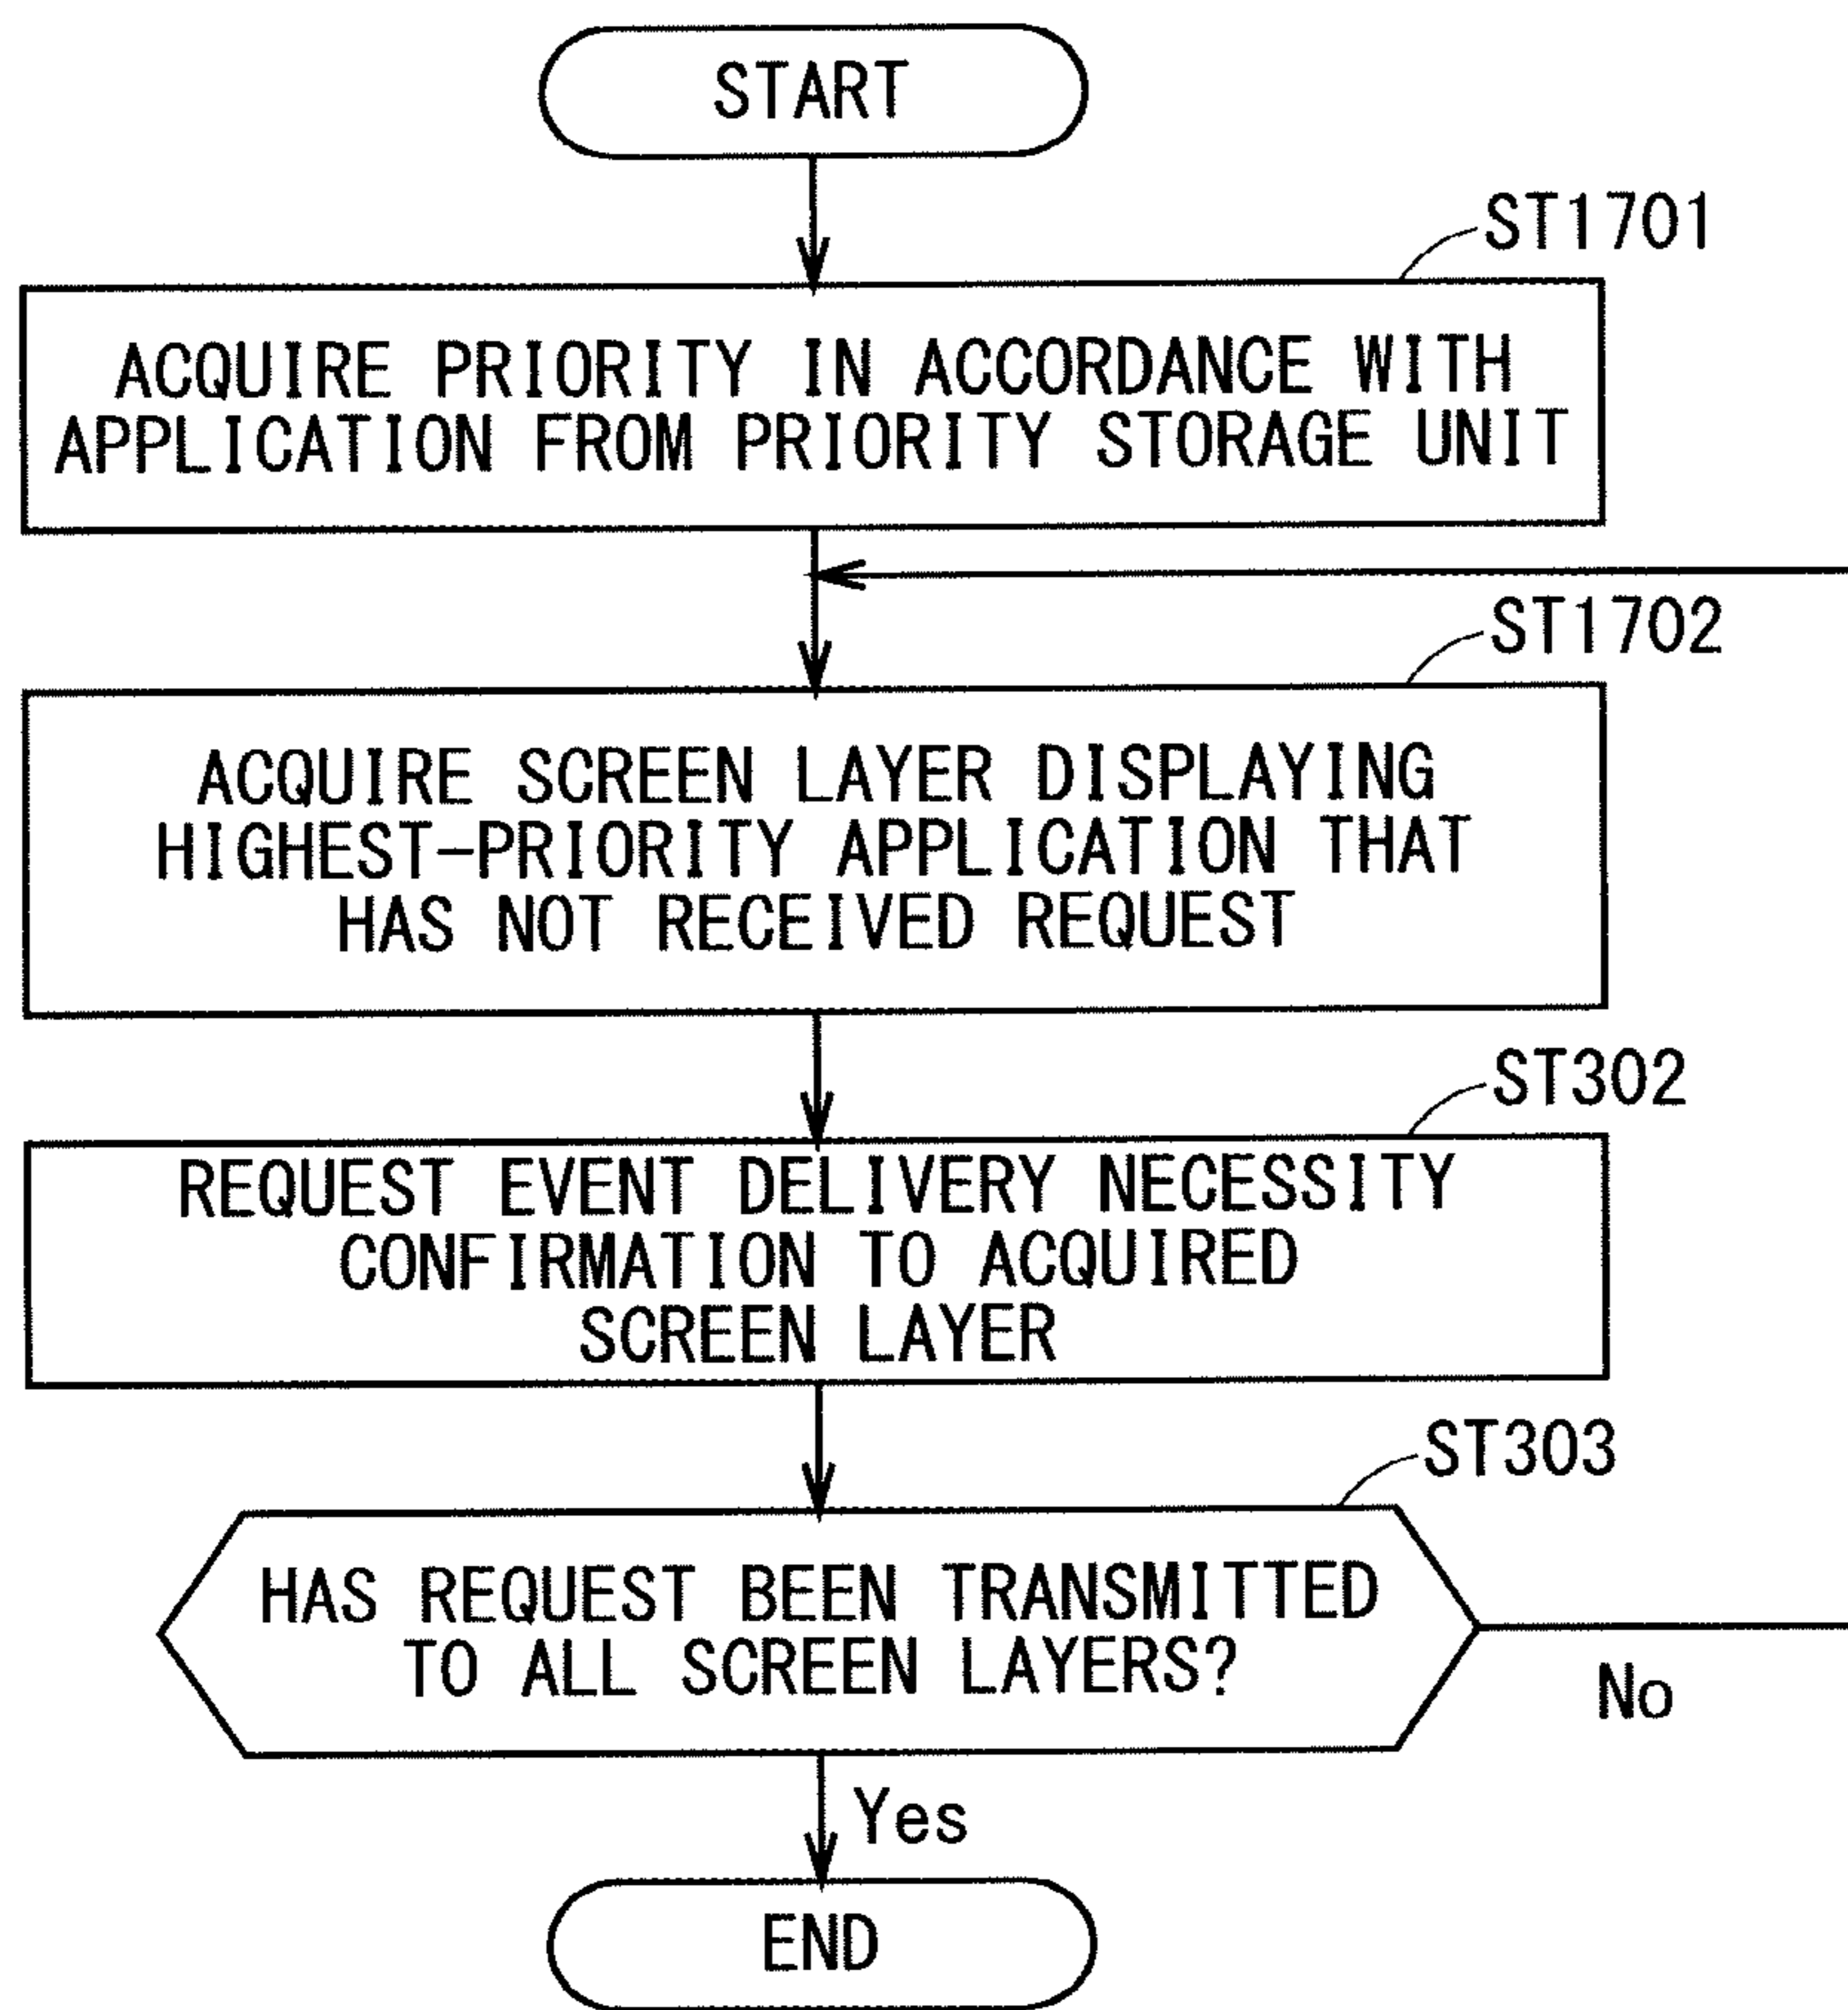 START
ST1701
ACQUIRE PRIORITY IN ACCORDANCE WITH
APPLICATION FROM PRIORITY STORAGE UNIT
ST1702
ACQUIRE SCREEN LAYER DISPLAYING
HIGHEST-PRIORITY APPLICATION THAT
HAS NOT RECEIVED REQUEST
ST302
REQUEST EVENT DELIVERY NECESSITY
CONFIRMATION TO ACQUIRED
SCREEN LAYER
ST303
HAS REQUEST BEEN TRANSMITTED
TO ALL SCREEN LAYERS?
No
Yes
END